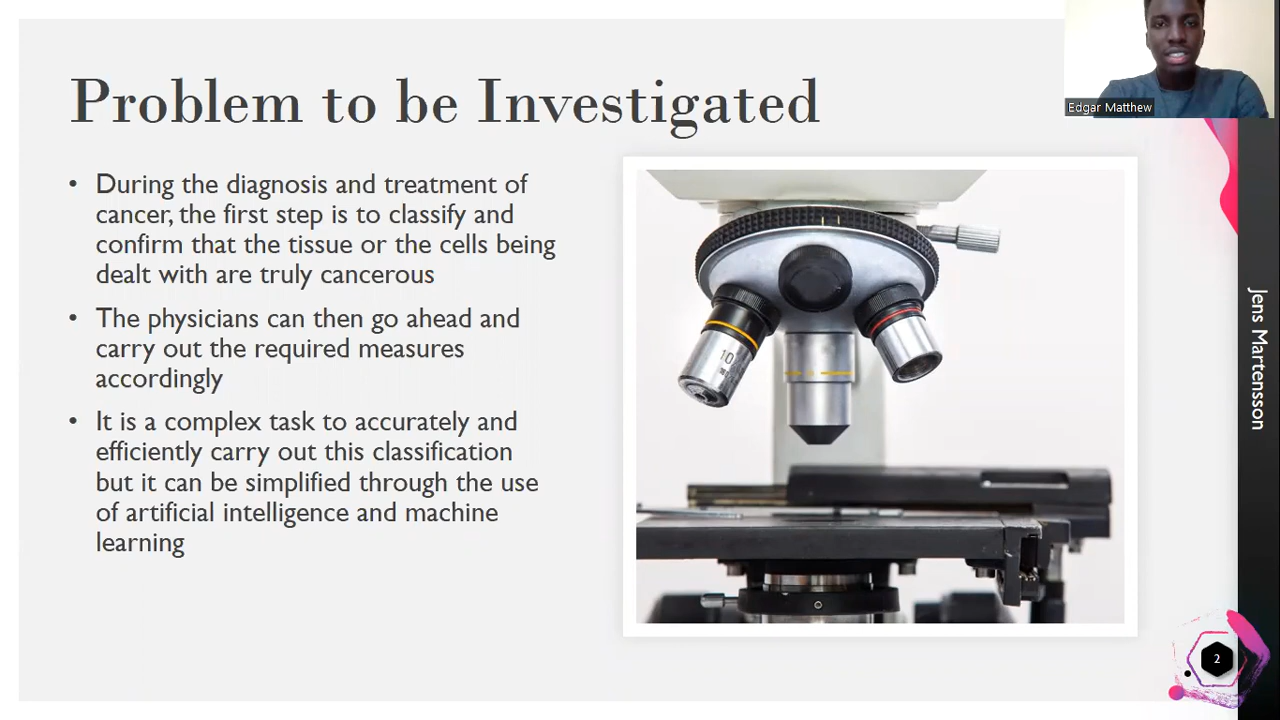 Problem to be Investigated
Edgar Matthew
• During the diagnosis and treatment of
cancer, the first step is to classify and
confirm that the tissue or the cells being
dealt with are truly cancerous
• The physicians can then go ahead and
carry out the required measures
accordingly
• It is a complex task to accurately and
efficiently carry out this classification
but it can be simplified through the use
of artificial intelligence and machine
learning
10
Jens Martensson
2